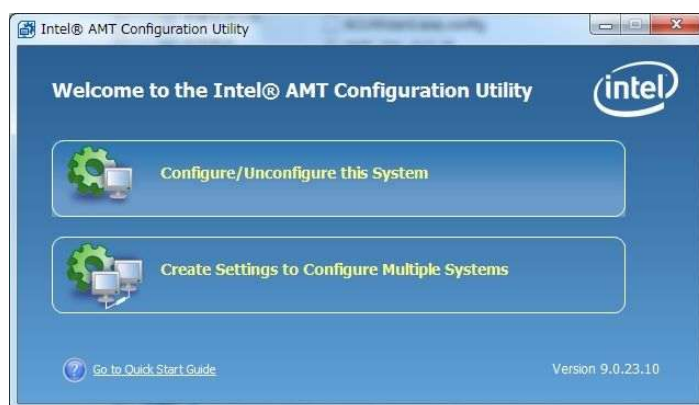 Intel® AMT Configuration Utility
Welcome to the Intel® AMT Configuration Utility
intel
Configure/Unconfigure this System
Create Settings to Configure Multiple Systems
Go to Quick Start Guide
Version 9.0.23.10